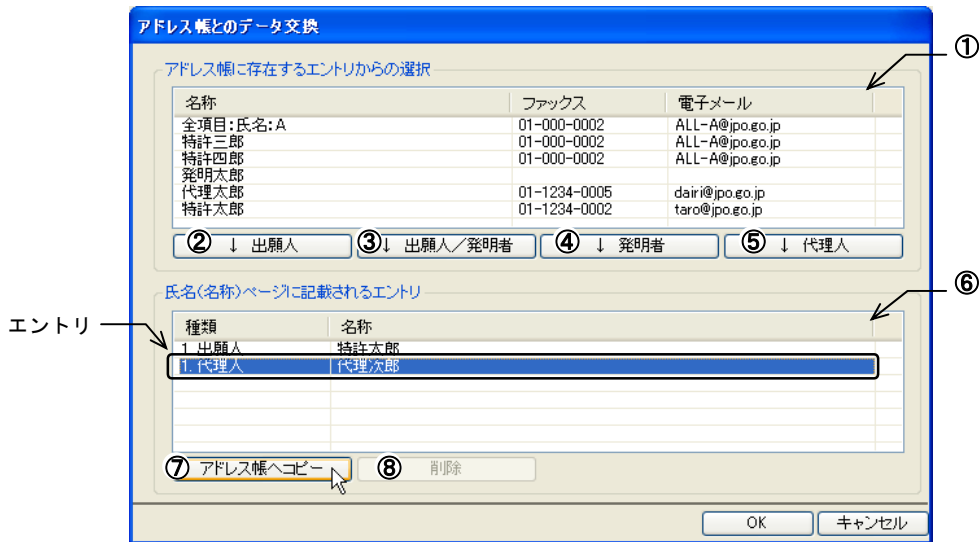 アドレス帳とのデータ交換
①
アドレス帳に存在するエントリからの選択
名称 ファックス 電子メール
全項目:氏名:A 01-000-0002 ALL-A@jpo.go.jp
特許三郎 01-000-0002 ALL-A@jpo.go.jp
特許四郎 01-000-0002 ALL-A@jpo.go.jp
発明太郎
代理太郎 01-1234-0005 dairi@jpo.go.jp
特許太郎 01-1234-0002 taro@jpo.go.jp
② ↓ 出願人 ③ ↓ 出願人/発明者 ④ ↓ 発明者 ⑤ ↓ 代理人
⑥
氏名(名称)ページに記載されるエントリ
エントリ
種類 名称
1. 出願人 特許太郎
1. 代理人 代理次郎
⑦ アドレス帳へコピー ⑧ 削除
OK キャンセル